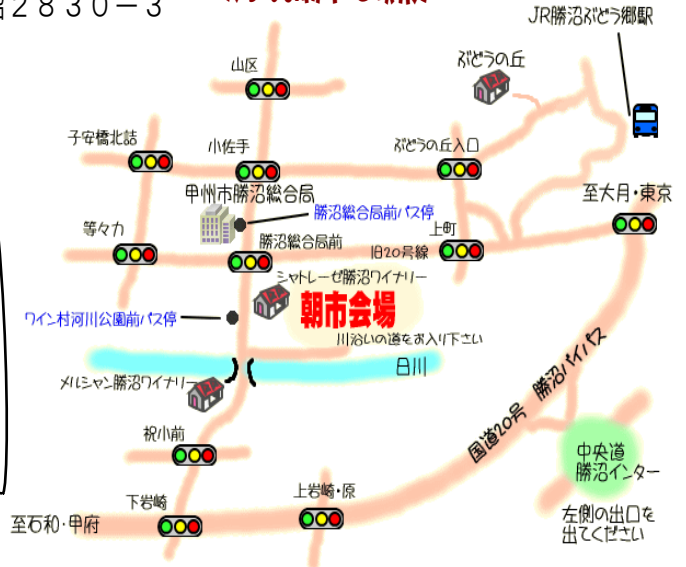 ２８３０－３
JR勝沼ぶどう郷駅
ぶどうの丘
山区
子安橋北詰
小佐手
ぶどうの丘入口
甲州市勝沼総合局
勝沼総合局前バス停
至大月・東京
等々力
勝沼総合局前
旧20号線
上町
シャトレーゼ勝沼ワイナリー
朝市会場
ワイン村河川公園前バス停
川沿いの道をお入り下さい
日川
メルシャン勝沼ワイナリー
国道20号 勝沼バイパス
祝小前
中央道
勝沼インター
下岩崎
上岩崎・原
至石和・甲府
左側の出口を
出てください